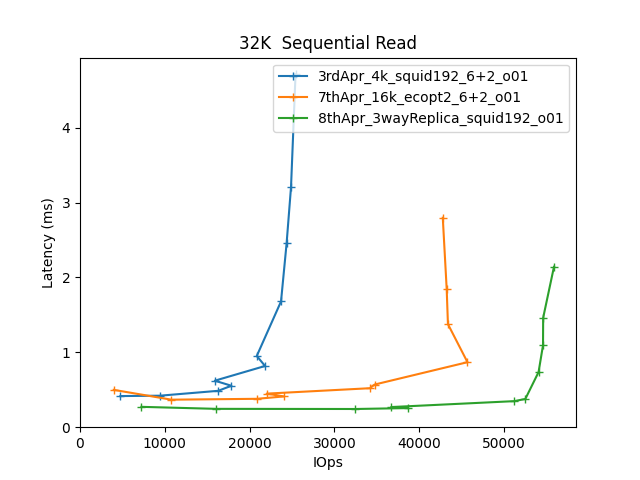 32K  Sequential Read
3rdApr_4k_squid192_6+2_o01
7thApr_16k_ecopt2_6+2_o01
8thApr_3wayReplica_squid192_o01
Latency (ms)
4
3
2
1
0
0 10000 20000 30000 40000 50000
IOps